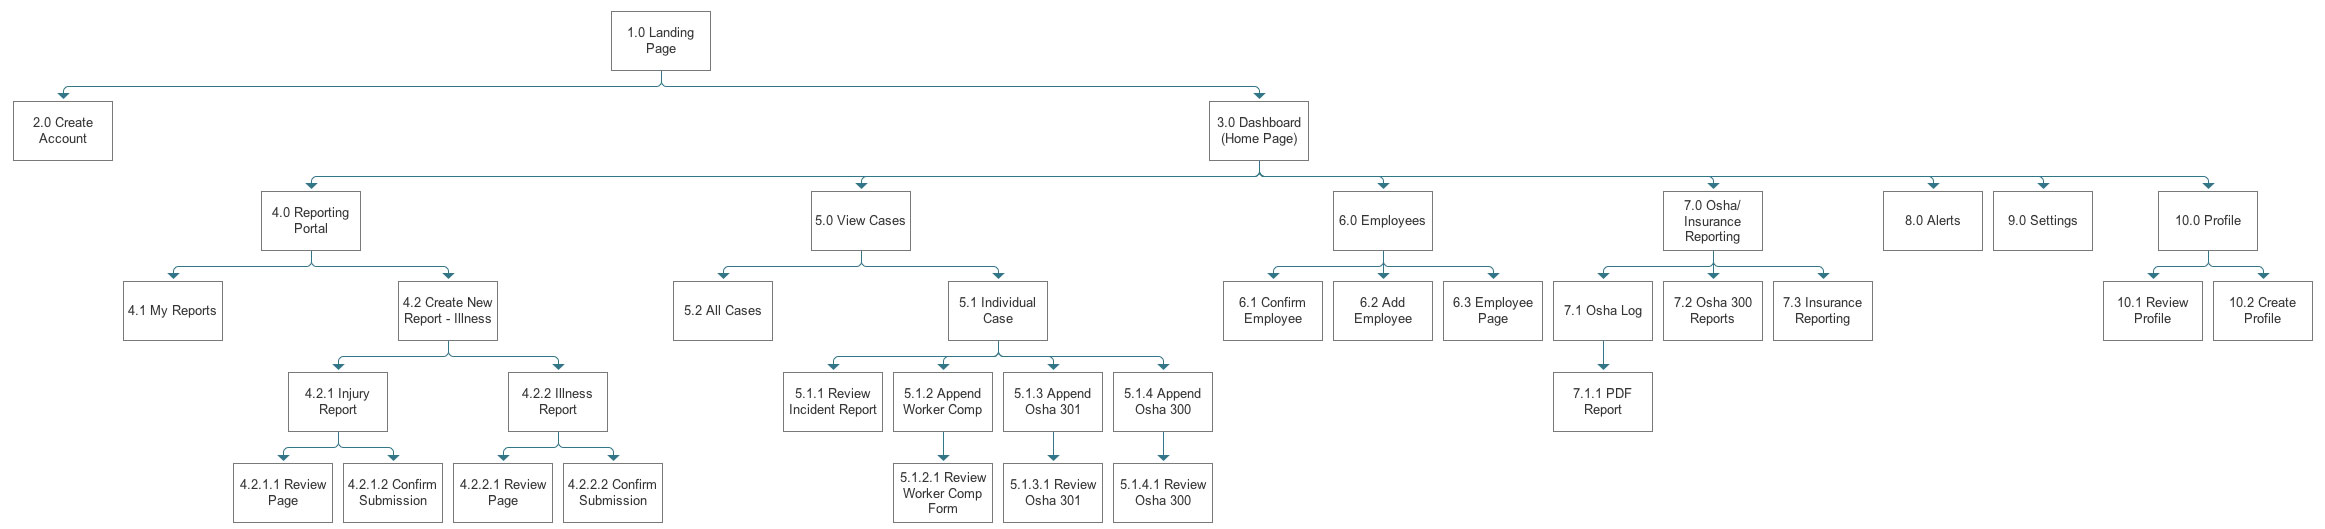 1.0 Landing
Page
2.0 Create
Account
3.0 Dashboard
(Home Page)
4.0 Reporting
Portal
5.0 View Cases
6.0 Employees
7.0 Osha/
Insurance
Reporting
8.0 Alerts
9.0 Settings
10.0 Profile
4.1 My Reports
4.2 Create New
Report - Illness
5.2 All Cases
5.1 Individual
Case
6.1 Confirm
Employee
6.2 Add
Employee
6.3 Employee
Page
7.1 Osha Log
7.2 Osha 300
Reports
7.3 Insurance
Reporting
10.1 Review
Profile
10.2 Create
Profile
4.2.1 Injury
Report
4.2.2 Illness
Report
5.1.1 Review
Incident Report
5.1.2 Append
Worker Comp
5.1.3 Append
Osha 301
5.1.4 Append
Osha 300
7.1.1 PDF
Report
4.2.1.1 Review
Page
4.2.1.2 Confirm
Submission
4.2.2.1 Review
Page
4.2.2.2 Confirm
Submission
5.1.2.1 Review
Worker Comp
Form
5.1.3.1 Review
Osha 301
5.1.4.1 Review
Osha 300